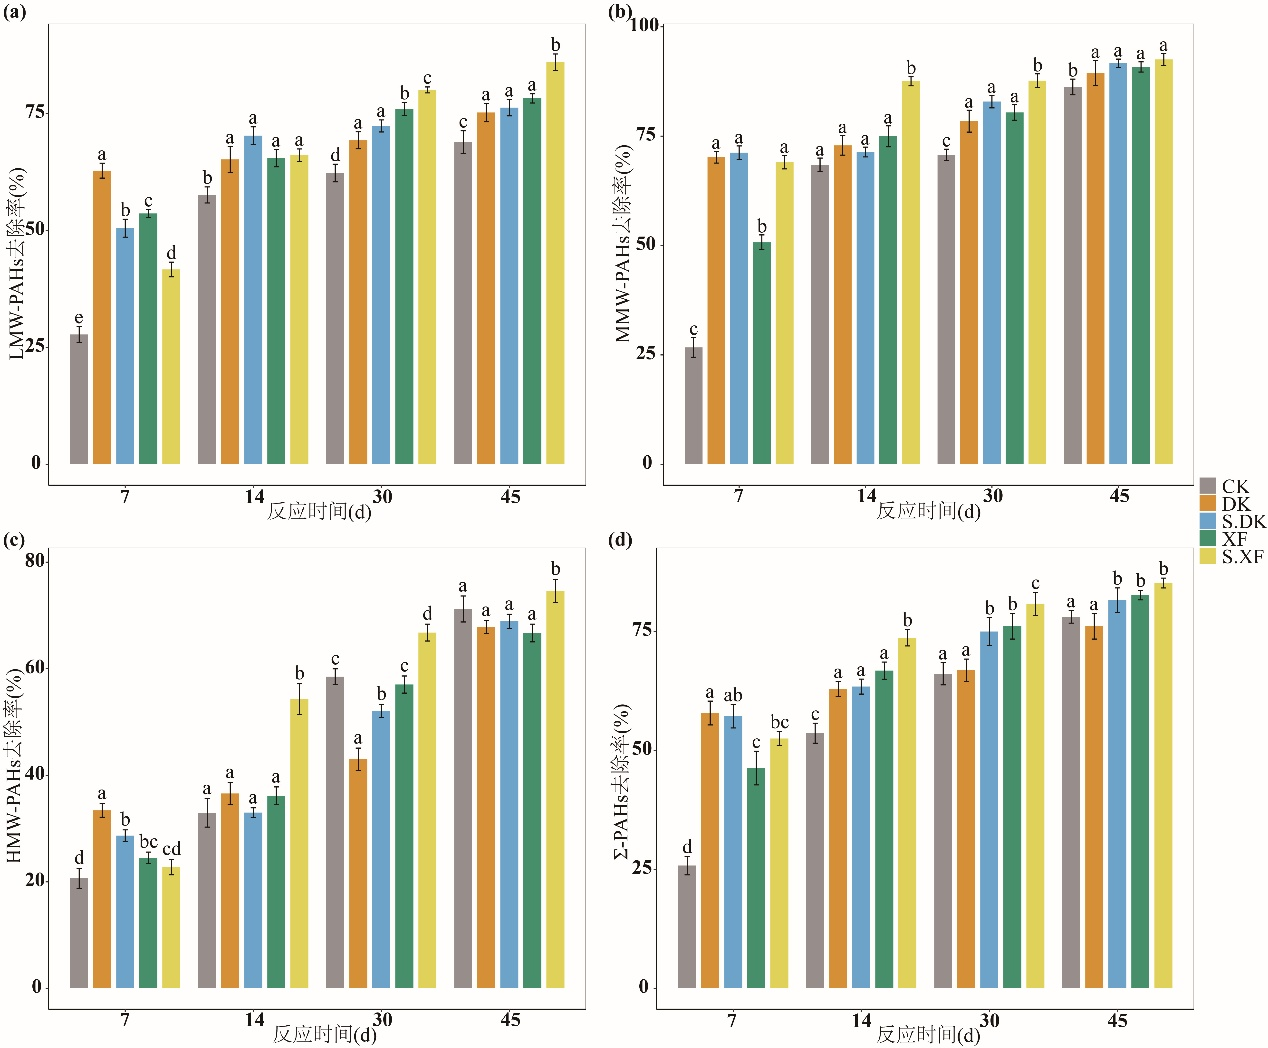 (a)
LMW-PAHs去除率(%)
75
50
25
0
e a b c d
b a a a a
d a a b c
c a a a b
7 14 30 45
反应时间(d)
(b)
MMW-PAHs去除率(%)
100
75
50
25
0
c a a b a
a a a a b
c a a a b
b a a a a
7 14 30 45
反应时间(d)
CK
DK
S.DK
XF
S.XF
(c)
HMW-PAHs去除率(%)
80
60
40
20
0
d a b bc cd
a a a a b
c a b c d
a a a a b
7 14 30 45
反应时间(d)
(d)
Σ-PAHs去除率(%)
75
50
25
0
d a ab c bc
c a a a b
a a b b c
a a b b b
7 14 30 45
反应时间(d)